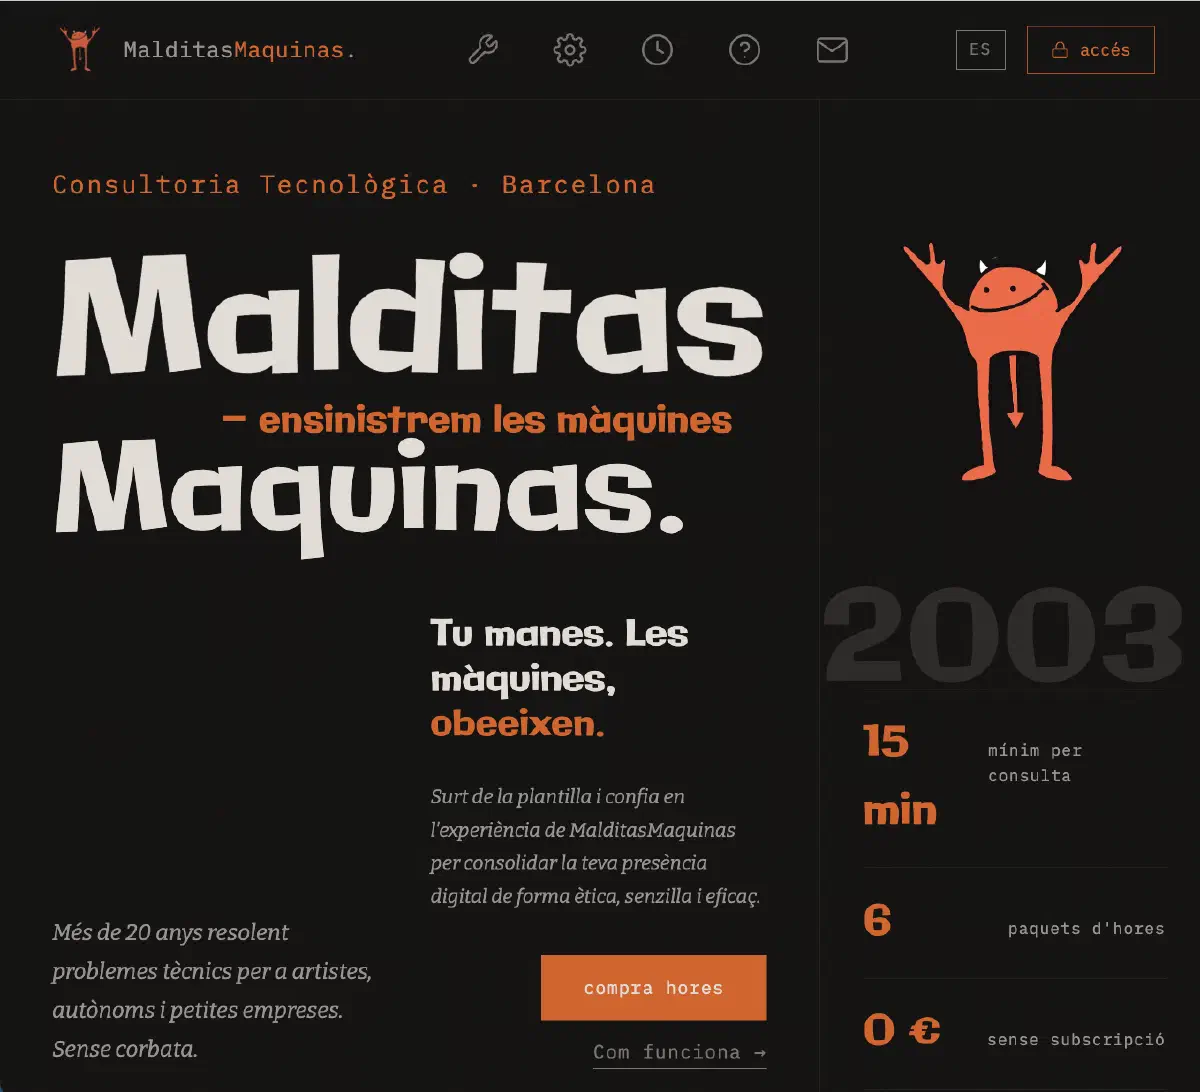 MalditasMaquinas.
ES
accés
Consultoria Tecnològica · Barcelona
Malditas
— ensinistrem les màquines
Maquinas.
Tu manes. Les
màquines,
obeeixen.
Surt de la plantilla i confia en
l'experiència de MalditasMaquinas
per consolidar la teva presència
digital de forma ètica, senzilla i eficaç.
Més de 20 anys resolent
problemes tècnics per a artistes,
autònoms i petites empreses.
Sense corbata.
compra hores
Com funciona →
2003
15
min
mínim per
consulta
6
paquets d'hores
0 €
sense subscripció